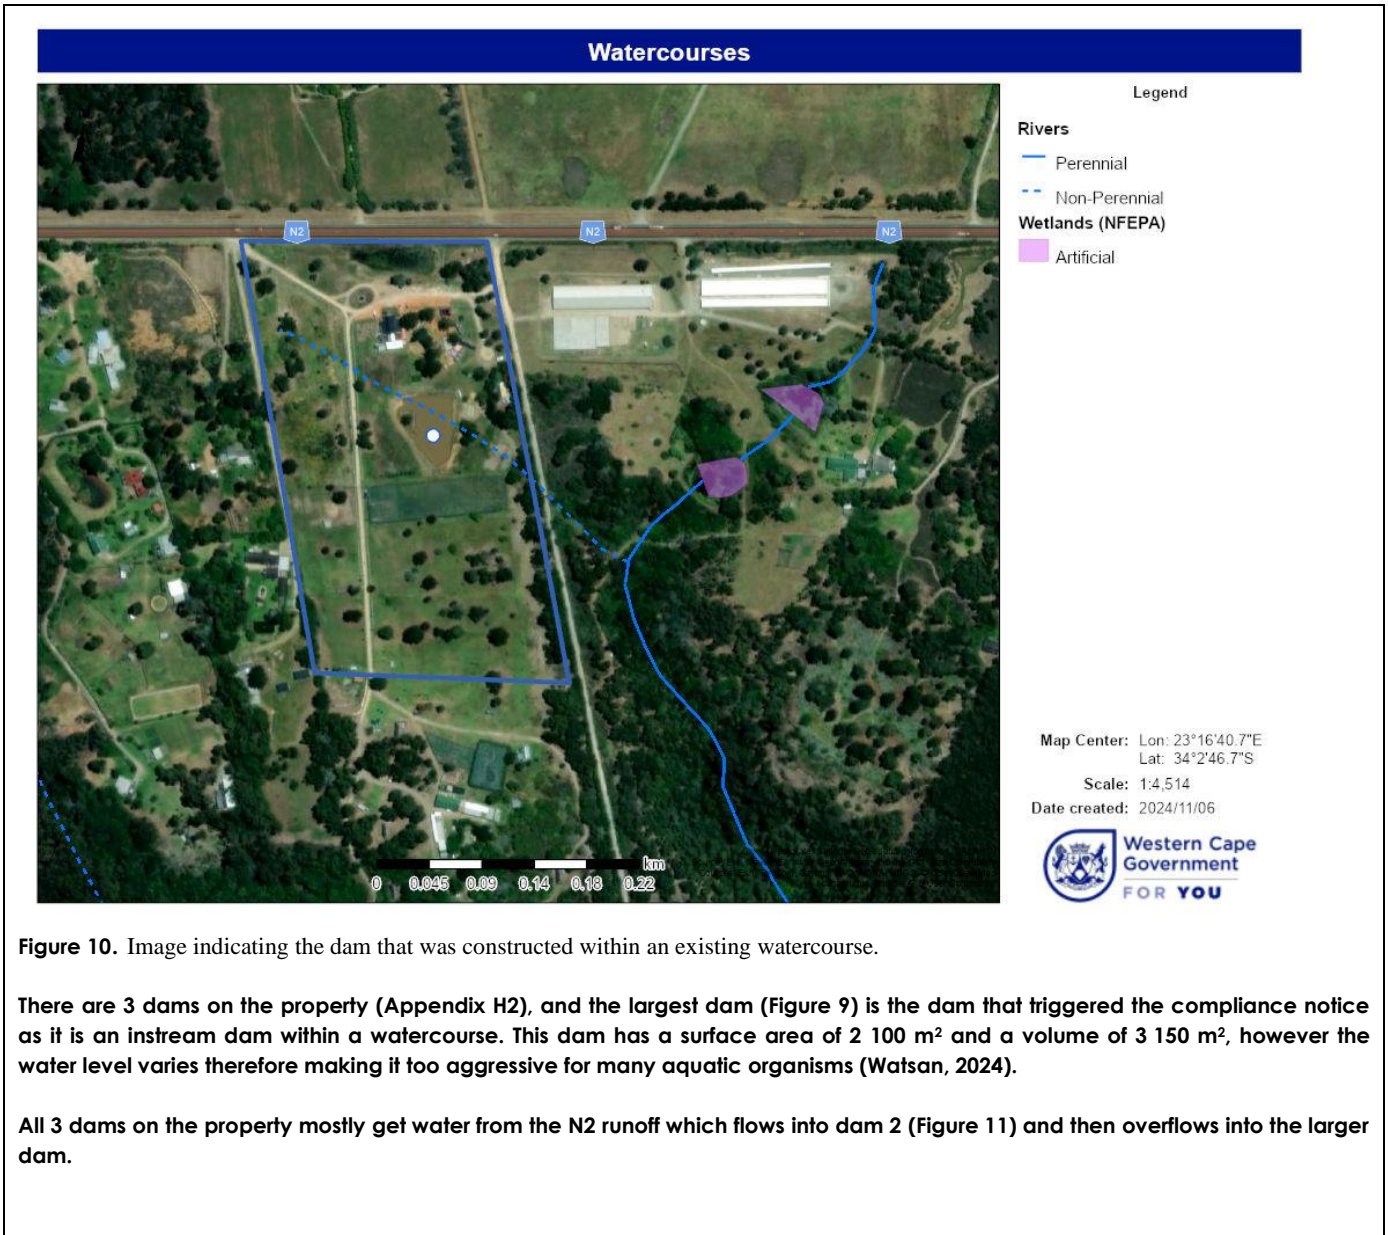 Watercourses
Legend
Rivers
Perennial
Non-Perennial
Wetlands (NFEPA)
Artificial
N2
N2
N2
Map Center: Lon: 23°16'40.7"E
Lat: 34°2'46.7"S
Scale: 1:4,514
Date created: 2024/11/06
Western Cape
Government
FOR YOU
km
0 0.045 0.09 0.14 0.18 0.22
Figure 10. Image indicating the dam that was constructed within an existing watercourse.
There are 3 dams on the property (Appendix H2), and the largest dam (Figure 9) is the dam that triggered the compliance notice
as it is an instream dam within a watercourse. This dam has a surface area of 2 100 m² and a volume of 3 150 m², however the
water level varies therefore making it too aggressive for many aquatic organisms (Watsan, 2024).
All 3 dams on the property mostly get water from the N2 runoff which flows into dam 2 (Figure 11) and then overflows into the larger
dam.